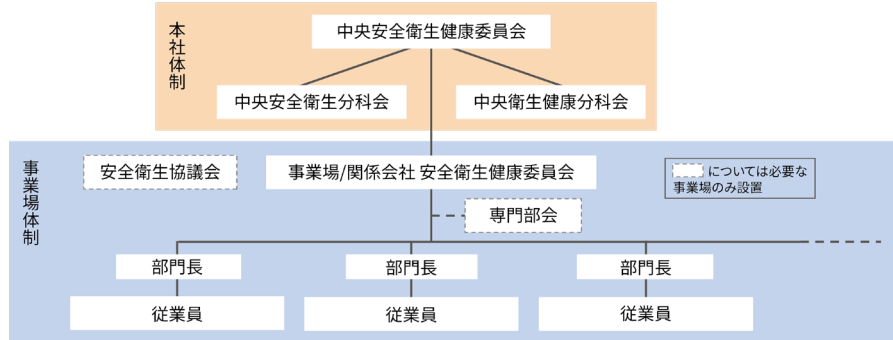 本社体制
中央安全衛生健康委員会
中央安全衛生分科会
中央衛生健康分科会
事業場体制
安全衛生協議会
事業場/関係会社 安全衛生健康委員会
については必要な
事業場のみ設置
専門部会
部門長
部門長
部門長
従業員
従業員
従業員